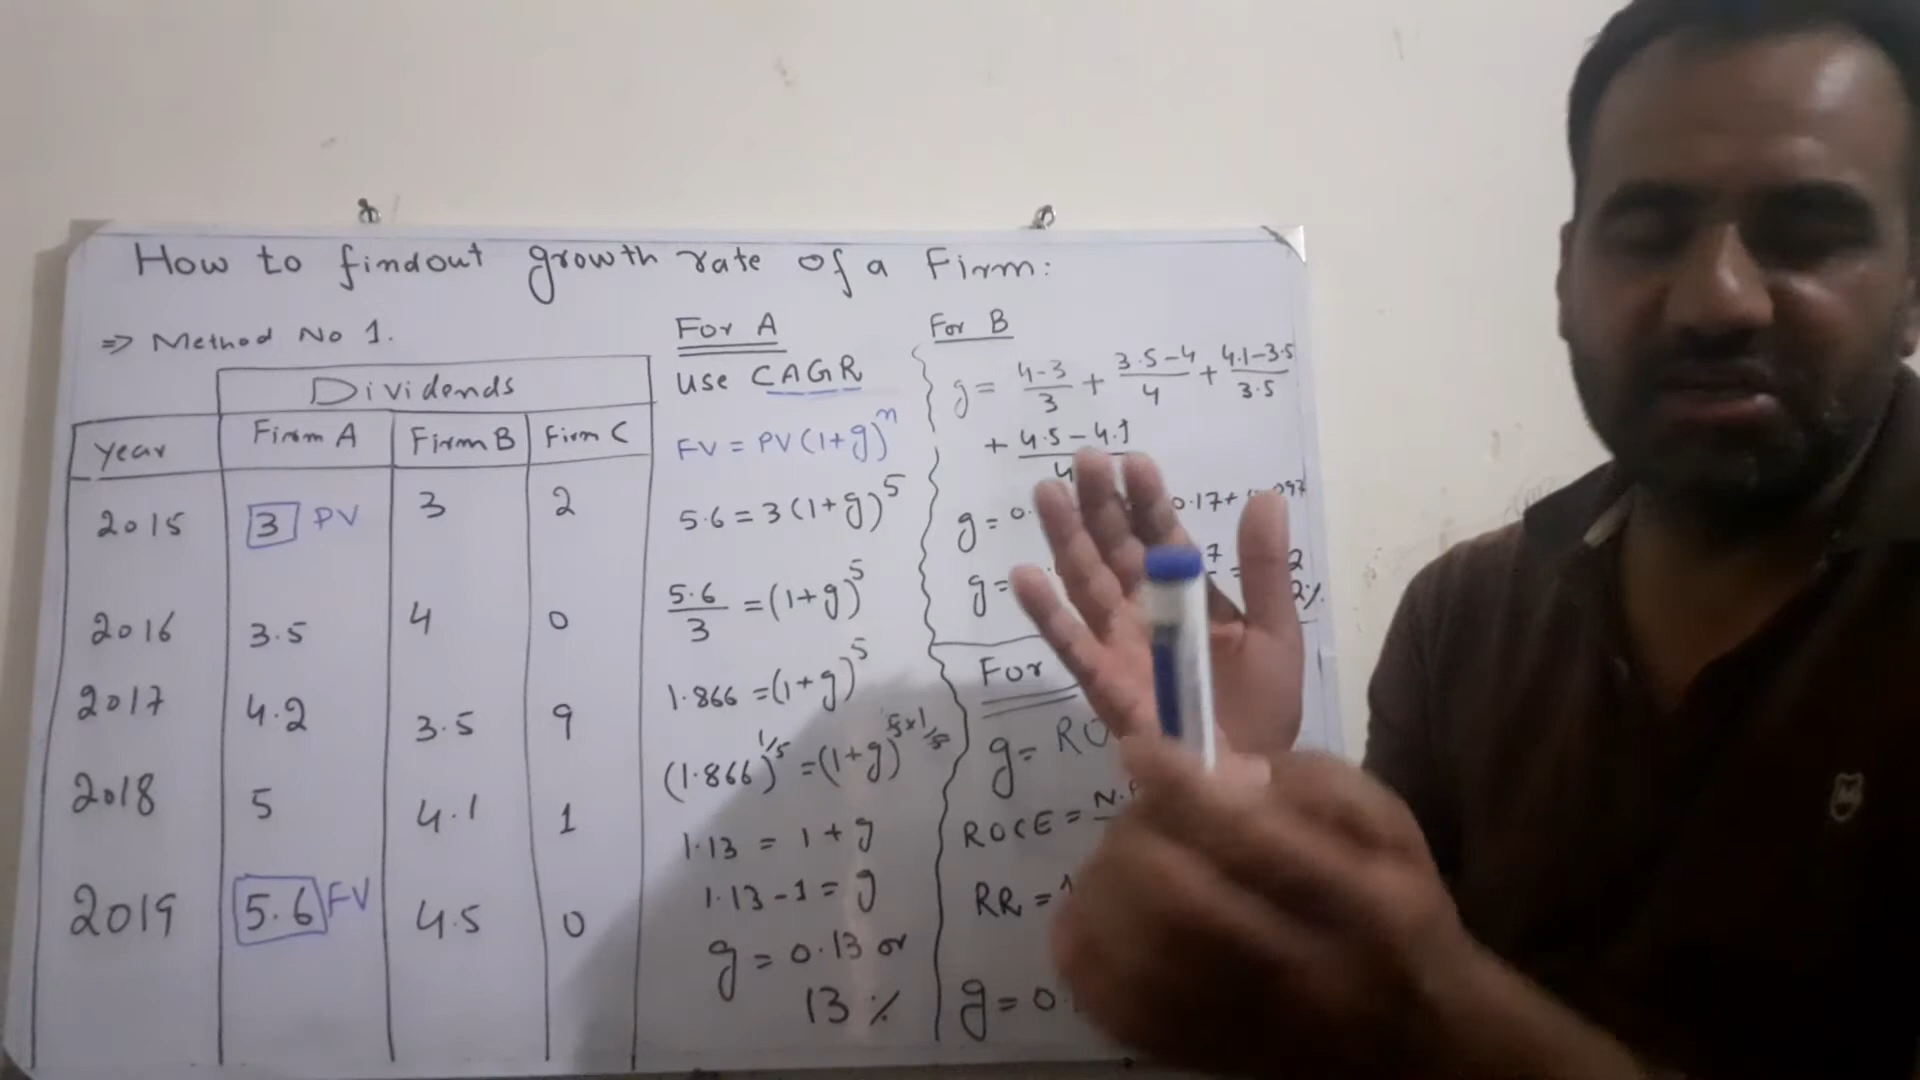 How to findout growth rate of a Firm:
=> Method No 1.
Dividends
Year Firm A Firm B Firm C
2015 3 PV 3 2
2016 3.5 4 0
2017 4.2 3.5 9
2018 5 4.1 1
2019 5.6 FV 4.5 0
For A
use CAGR
FV = PV(1+g)^n
5.6 = 3(1+g)^5
5.6/3 = (1+g)^5
1.866 = (1+g)^5
(1.866)^1/5 = (1+g)^5x1/5
1.13 = 1+g
1.13-1 = g
g = 0.13 or
13 %
For B
g = 4-3/3 + 3.5-4/4 + 4.1-3.5/3.5
+ 4.5-4.1
g = 0. 0.17+
g =
For
g =
ROCE =
RR =
g = 0.